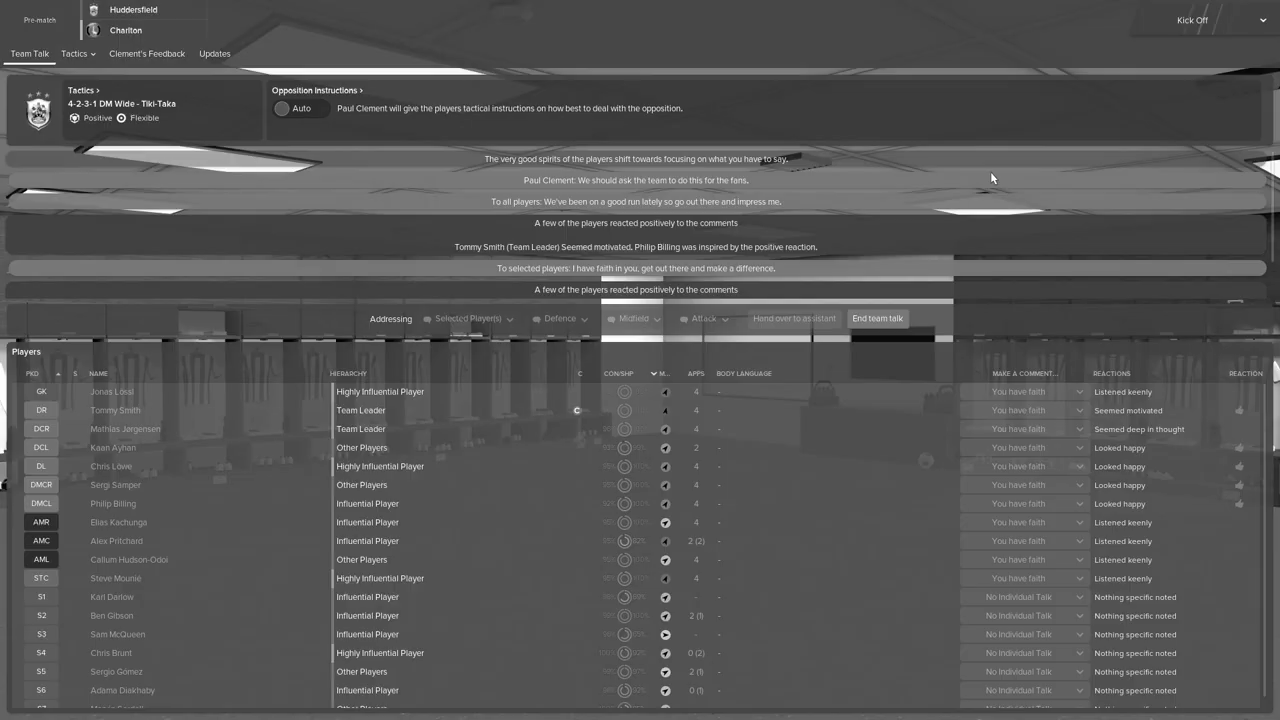 Pre-match
Huddersfield
Charlton
Kick Off
Team Talk Tactics Clement's Feedback Updates
Tactics >
4-2-3-1 DM Wide - Tiki-Taka
Positive Flexible
Opposition Instructions >
Auto Paul Clement will give the players tactical instructions on how best to deal with the opposition.
The very good spirits of the players shift towards focusing on what you have to say.
Paul Clement: We should ask the team to do this for the fans.
To all players: We've been on a good run lately so go out there and impress me.
A few of the players reacted positively to the comments
Tommy Smith (Team Leader) Seemed motivated, Philip Billing was inspired by the positive reaction.
To selected players: I have faith in you, get out there and make a difference.
A few of the players reacted positively to the comments
Addressing Selected Player(s) Defence Midfield Attack Hand over to assistant End team talk
Players
PKD S NAME HIERARCHY C CON/SHP M... APPS BODY LANGUAGE MAKE A COMMENT... REACTIONS REACTION
GK Jonas Lössl Highly Influential Player 4 - You have faith Listened keenly
DR Tommy Smith Team Leader C 4 - You have faith Seemed motivated
DCR Mathias Jørgensen Team Leader 4 - You have faith Seemed deep in thought
DCL Kaan Ayhan Other Players 2 - You have faith Looked happy
DL Chris Löwe Highly Influential Player 4 - You have faith Looked happy
DMCR Sergi Samper Other Players 4 - You have faith Looked happy
DMCL Philip Billing Influential Player 4 - You have faith Looked happy
AMR Elias Kachunga Influential Player 4 - You have faith Listened keenly
AMC Alex Pritchard Influential Player 2 (2) - You have faith Listened keenly
AML Callum Hudson-Odoi Other Players 4 - You have faith Listened keenly
STC Steve Mounié Highly Influential Player 4 - You have faith Listened keenly
S1 Karl Darlow Influential Player - - No Individual Talk Nothing specific noted
S2 Ben Gibson Influential Player 2 (1) - No Individual Talk Nothing specific noted
S3 Sam McQueen Influential Player - - No Individual Talk Nothing specific noted
S4 Chris Brunt Highly Influential Player 0 (2) - No Individual Talk Nothing specific noted
S5 Sergio Gómez Other Players 2 (1) - No Individual Talk Nothing specific noted
S6 Adama Diakhaby Influential Player 0 (1) - No Individual Talk Nothing specific noted